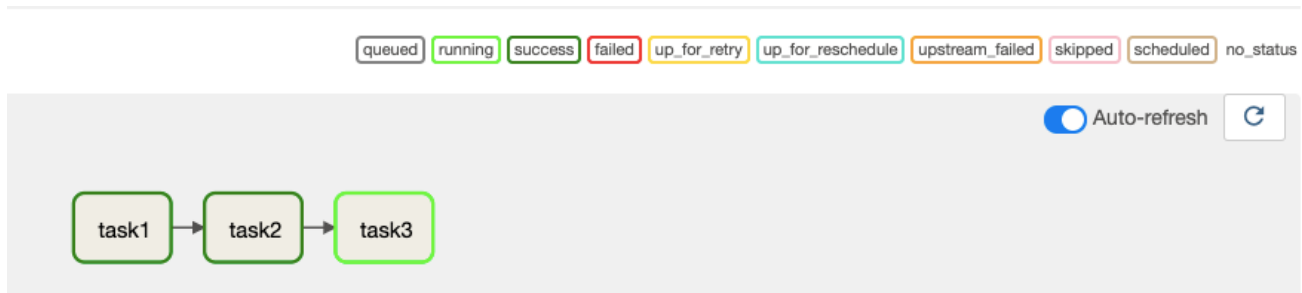 queued running success failed up_for_retry up_for_reschedule upstream_failed skipped scheduled no_status
Auto-refresh
task1 task2 task3